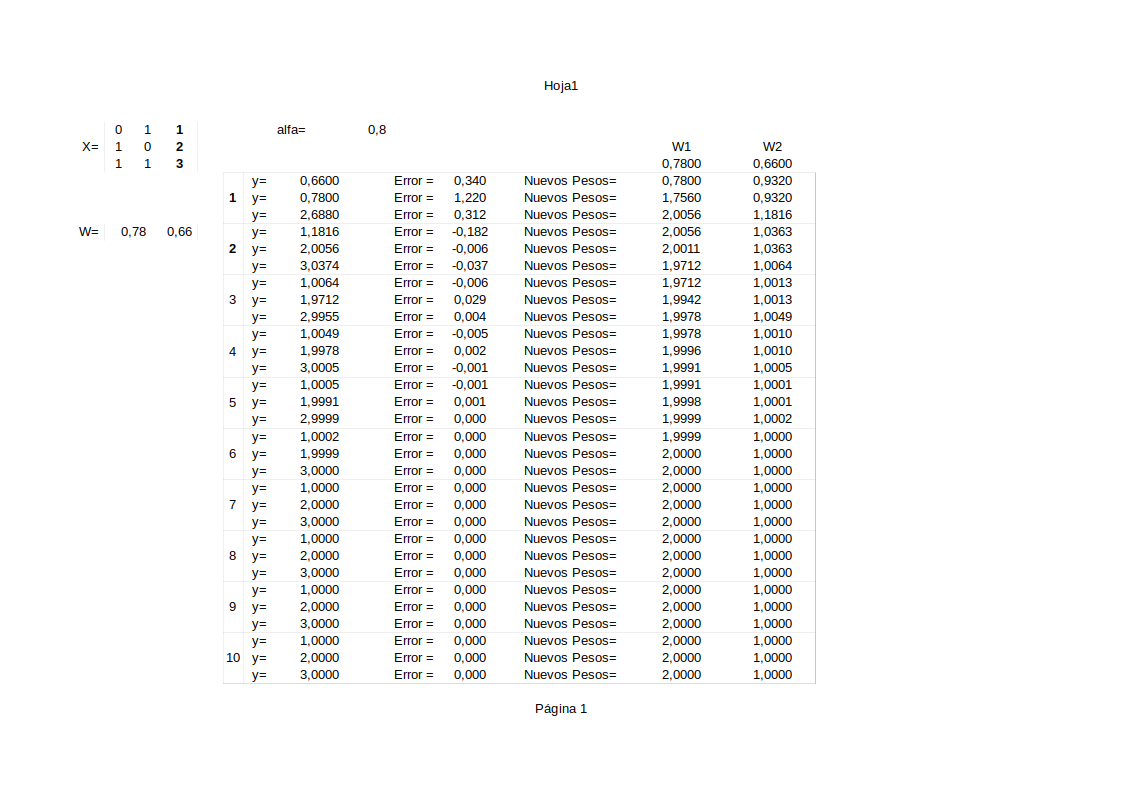 Hoja1
0 1 1 alfa= 0,8
X= 1 0 2 W1 W2
1 1 3 0,7800 0,6600
y= 0,6600 Error = 0,340 Nuevos Pesos= 0,7800 0,9320
1 y= 0,7800 Error = 1,220 Nuevos Pesos= 1,7560 0,9320
y= 2,6880 Error = 0,312 Nuevos Pesos= 2,0056 1,1816
W= 0,78 0,66 y= 1,1816 Error = -0,182 Nuevos Pesos= 2,0056 1,0363
2 y= 2,0056 Error = -0,006 Nuevos Pesos= 2,0011 1,0363
y= 3,0374 Error = -0,037 Nuevos Pesos= 1,9712 1,0064
y= 1,0064 Error = -0,006 Nuevos Pesos= 1,9712 1,0013
3 y= 1,9712 Error = 0,029 Nuevos Pesos= 1,9942 1,0013
y= 2,9955 Error = 0,004 Nuevos Pesos= 1,9978 1,0049
y= 1,0049 Error = -0,005 Nuevos Pesos= 1,9978 1,0010
4 y= 1,9978 Error = 0,002 Nuevos Pesos= 1,9996 1,0010
y= 3,0005 Error = -0,001 Nuevos Pesos= 1,9991 1,0005
y= 1,0005 Error = -0,001 Nuevos Pesos= 1,9991 1,0001
5 y= 1,9991 Error = 0,001 Nuevos Pesos= 1,9998 1,0001
y= 2,9999 Error = 0,000 Nuevos Pesos= 1,9999 1,0002
y= 1,0002 Error = 0,000 Nuevos Pesos= 1,9999 1,0000
6 y= 1,9999 Error = 0,000 Nuevos Pesos= 2,0000 1,0000
y= 3,0000 Error = 0,000 Nuevos Pesos= 2,0000 1,0000
y= 1,0000 Error = 0,000 Nuevos Pesos= 2,0000 1,0000
7 y= 2,0000 Error = 0,000 Nuevos Pesos= 2,0000 1,0000
y= 3,0000 Error = 0,000 Nuevos Pesos= 2,0000 1,0000
y= 1,0000 Error = 0,000 Nuevos Pesos= 2,0000 1,0000
8 y= 2,0000 Error = 0,000 Nuevos Pesos= 2,0000 1,0000
y= 3,0000 Error = 0,000 Nuevos Pesos= 2,0000 1,0000
y= 1,0000 Error = 0,000 Nuevos Pesos= 2,0000 1,0000
9 y= 2,0000 Error = 0,000 Nuevos Pesos= 2,0000 1,0000
y= 3,0000 Error = 0,000 Nuevos Pesos= 2,0000 1,0000
y= 1,0000 Error = 0,000 Nuevos Pesos= 2,0000 1,0000
10 y= 2,0000 Error = 0,000 Nuevos Pesos= 2,0000 1,0000
y= 3,0000 Error = 0,000 Nuevos Pesos= 2,0000 1,0000
Página 1